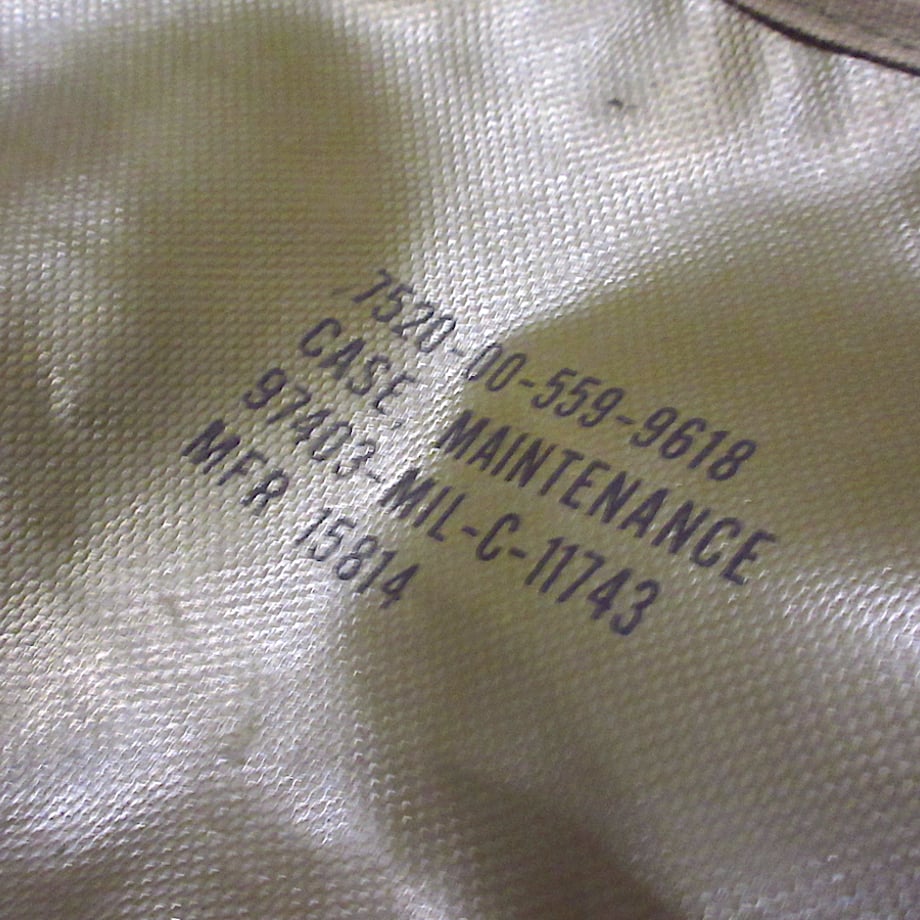 7520-00-559-9618
CASE, MAINTENANCE
97403-MIL-C-11743
MFR 15814